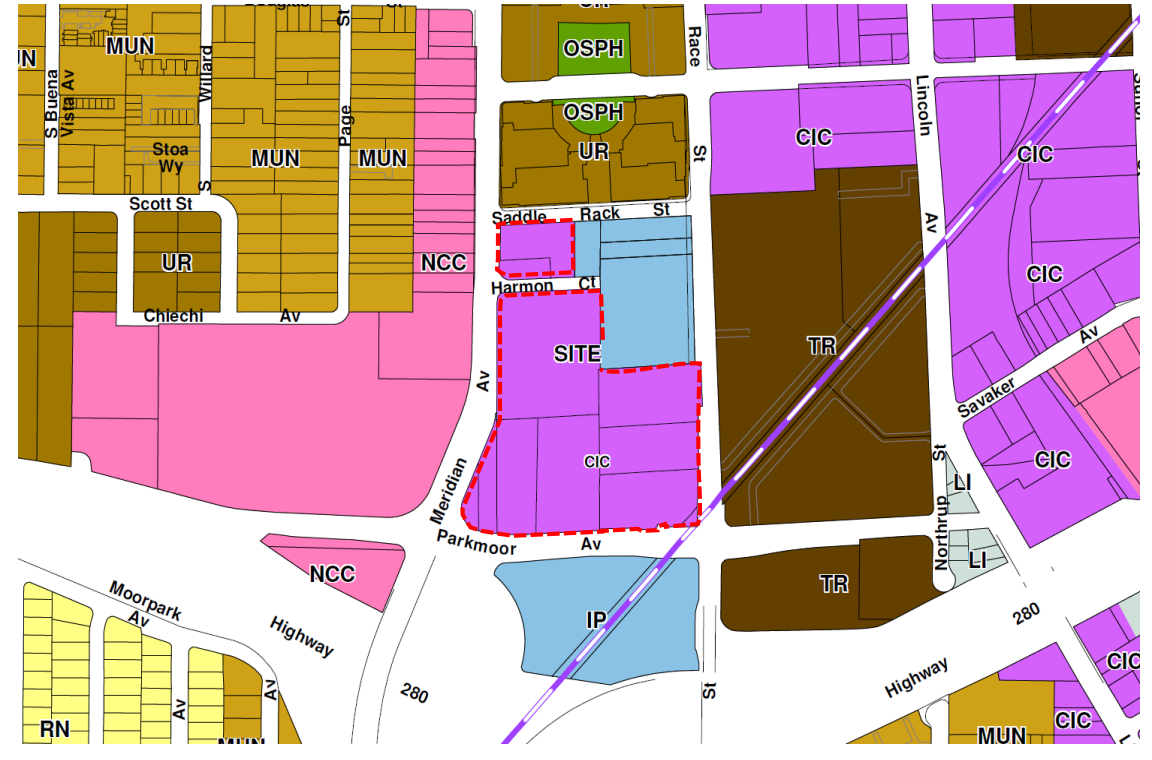 St
MUN
UN
OSPH
Race
Willard
S Buena
Vista Av
Lincoln
OSPH
Page
CIC
Stoa
Wy
MUN
MUN
UR
St
CIC
S
Scott St
Saddle Rack St
Av
UR
NCC
CIC
Harmon Ct
Chiechi Av
SITE
TR
Av
Av
Savaker
St
CIC
CIC
Meridian
LI
Northrup
Parkmoor Av
LI
NCC
TR
Moorpark
Av
IP
280
Highway
CIC
Highway
280
St
Av
Av
RN
MUN
MUN
CIC